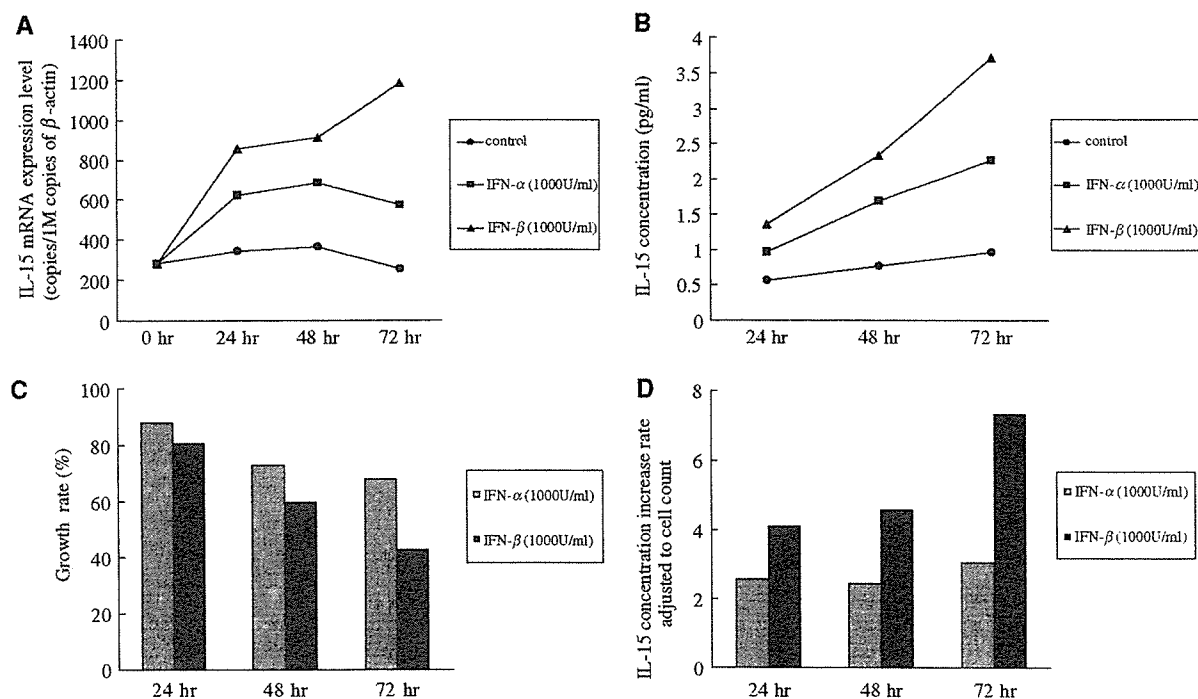 A
IL-15 mRNA expression level
(copies/1M copies of β-actin)
1400
1200
1000
800
600
400
200
0
0 hr
24 hr
48 hr
72 hr
control
IFN-α (1000U/ml)
IFN-β (1000U/ml)
B
IL-15 concentration (pg/ml)
4
3.5
3
2.5
2
1.5
1
0.5
0
24 hr
48 hr
72 hr
control
IFN-α (1000U/ml)
IFN-β (1000U/ml)
C
Growth rate (%)
100
80
60
40
20
0
24 hr
48 hr
72 hr
IFN-α (1000U/ml)
IFN-β (1000U/ml)
D
IL-15 concentration increase rate
adjusted to cell count
8
6
4
2
0
24 hr
48 hr
72 hr
IFN-α (1000U/ml)
IFN-β (1000U/ml)